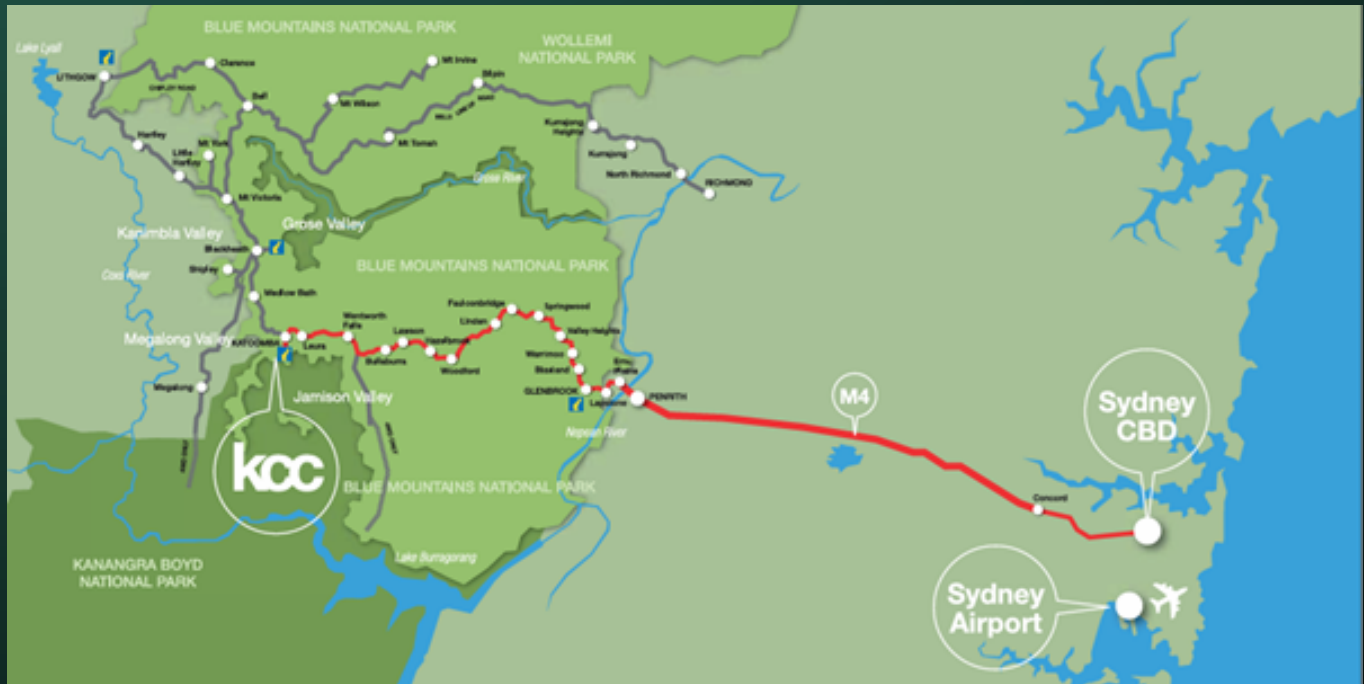 BLUE MOUNTAINS NATIONAL PARK
WOLLEMI
NATIONAL PARK
Lake Lyall
LITHGOW
Clarence
Mt Irvine
Bilpin
Bell
Mt Wilson
Mt Tomah
Hartley
Mt York
Little
Hartley
Kurrajong
Heights
Kurrajong
North Richmond
RICHMOND
Grose River
Mt Victoria
Grose Valley
Kanimbla Valley
Blackheath
BLUE MOUNTAINS NATIONAL PARK
Coxs River
Medlow Bath
Megalong Valley
KATOOMBA
Leura
Wentworth
Falls
Bullaburra
Lawson
Hazelbrook
Woodford
Linden
Faulconbridge
Springwood
Valley Heights
Warrimoo
Blaxland
GLENBROOK
Lapstone
Emu
Plains
PENRITH
M4
Sydney
CBD
Megalong
Jamison Valley
Nepean River
kcc
BLUE MOUNTAINS NATIONAL PARK
Concord
KANANGRA BOYD
NATIONAL PARK
Lake Burragorang
Sydney
Airport